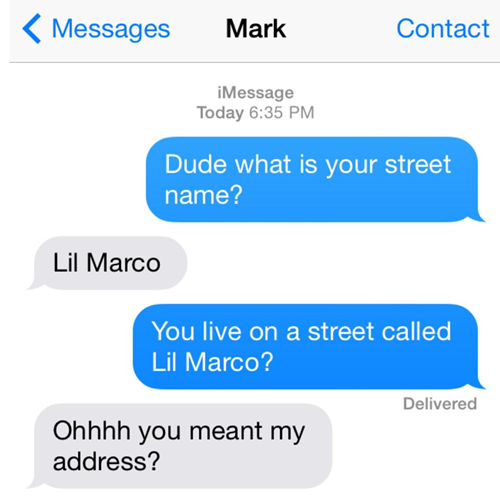 Messages Mark Contact
iMessage
Today 6:35 PM
Dude what is your street
name?
Lil Marco
You live on a street called
Lil Marco?
Delivered
Ohhhh you meant my
address?